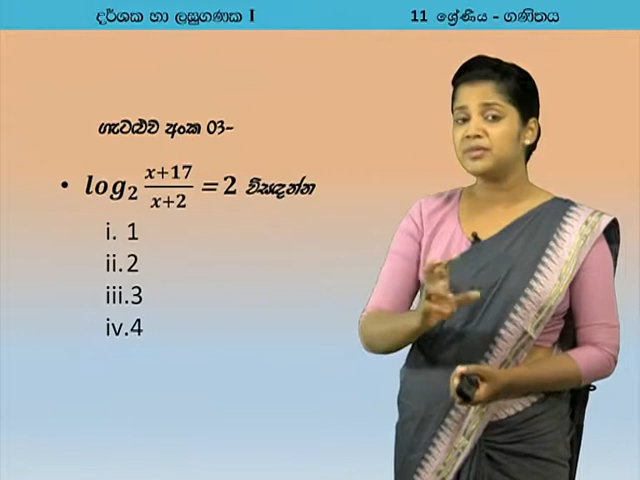 දර්ශක හා ලඝුගණක I
11 ශ්‍රේණිය - ගණිතය
ගැටළුව අංක 03-
• log₂ (x+17)/(x+2) = 2 විසඳන්න
i. 1
ii. 2
iii.3
iv.4